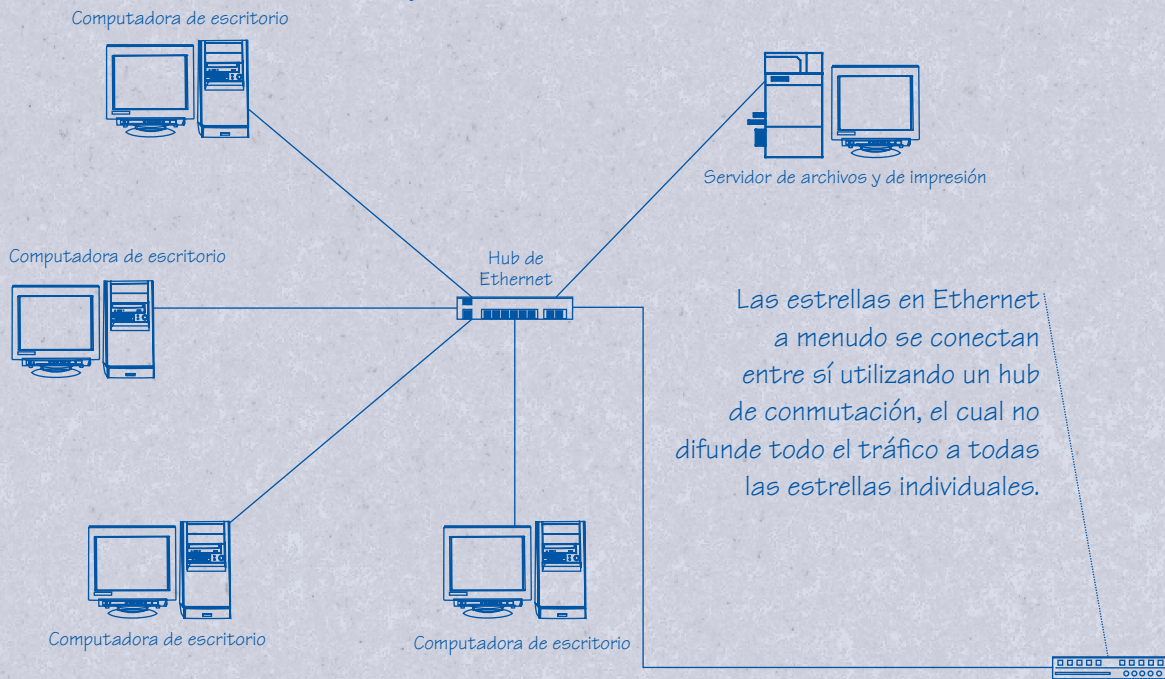 Computadora de escritorio
Servidor de archivos y de impresión
Computadora de escritorio
Hub de
Ethernet
Las estrellas en Ethernet
a menudo se conectan
entre sí utilizando un hub
de conmutación, el cual no
difunde todo el tráfico a todas
las estrellas individuales.
Computadora de escritorio
Computadora de escritorio